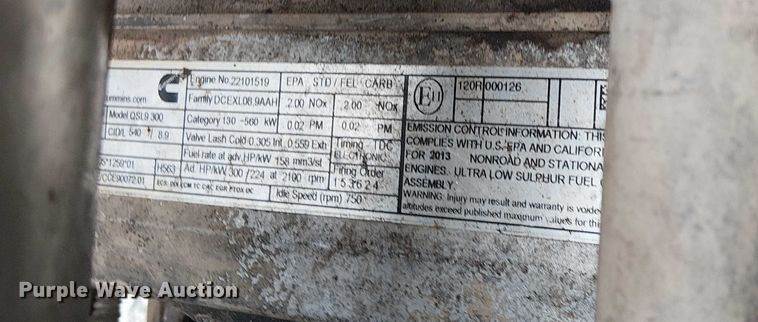 Engine No. 22101519 EPA STD / FEL CARB
ummins.com C Family DCEXL08.9AAH 2.00 NOx 2.00 NOx
Model QSL9 300 Category 130 -560 kW 0.02 PM 0.02 PM
CID/L 540 / 8.9 Valve Lash Cold 0.305 Int. 0.559 Exh Timing TDC
Fuel rate at adv. HP/kW 158 mm3/st ELECTRONIC
H563 Ad. HP/kW 300 / 224 at 2100 rpm Firing Order
ECS: Idle Speed (rpm) 750 1 5 3 6 2 4
120R 000126
EMISSION CONTROL INFORMATION: THIS
COMPLIES WITH U.S. EPA AND CALIFOR
FOR 2013 NONROAD AND STATIONA
ENGINES. ULTRA LOW SULPHUR FUEL
ASSEMBLY.
WARNING: Injury may result and warranty is voided
altitudes exceed published maximum values for this
Purple Wave Auction